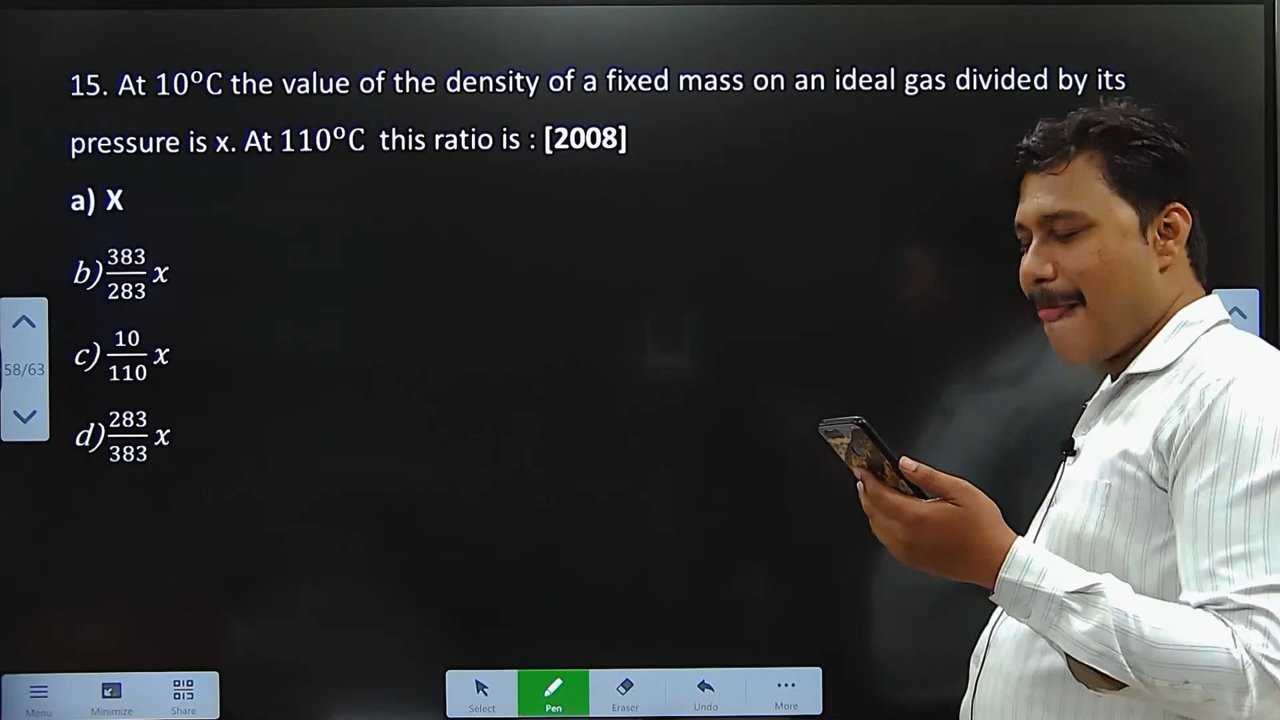 15. At 10°C the value of the density of a fixed mass on an ideal gas divided by its
pressure is x. At 110°C this ratio is : [2008]
a) X
b) 383/283 x
c) 10/110 x
d) 283/383 x
58/63
Menu
Minimize
Share
Select
Pen
Eraser
Undo
More